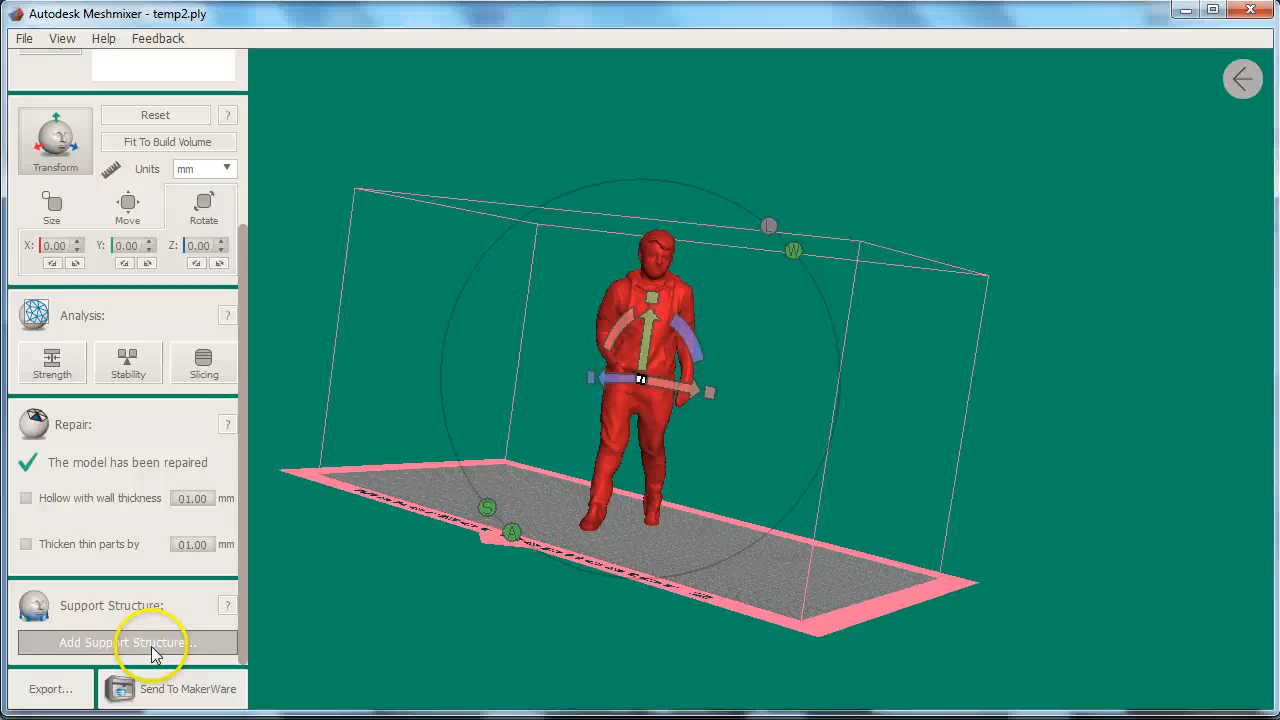 Autodesk Meshmixer - temp2.ply
File View Help Feedback
Reset ?
Fit To Build Volume
Transform
Units mm
Size Move Rotate
X: 0.00 Y: 0.00 Z: 0.00
Analysis: ?
Strength Stability Slicing
Repair: ?
The model has been repaired
Hollow with wall thickness 01.00 mm
Thicken thin parts by 01.00 mm
Support Structure: ?
Add Support Structure...
Export... Send To MakerWare
L
W
S
A